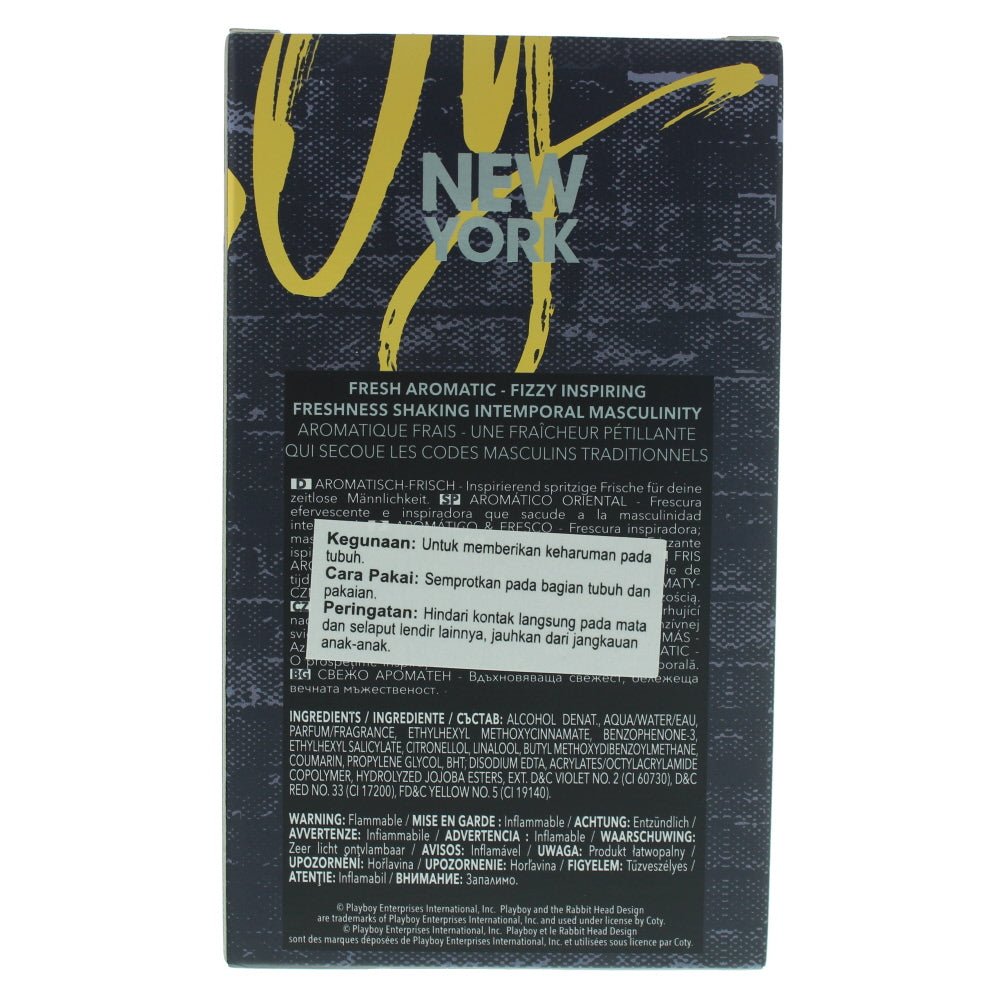 NEW
YORK
FRESH AROMATIC - FIZZY INSPIRING
FRESHNESS SHAKING INTEMPORAL MASCULINITY
AROMATIQUE FRAIS - UNE FRAÎCHEUR PÉTILLANTE
QUI SECOUE LES CODES MASCULINS TRADITIONNELS
D AROMATISCH-FRISCH - Inspirierend spritzige Frische für deine
zeitlose Männlichkeit. SP AROMÁTICO ORIENTAL - Frescura
efervescente e inspiradora que sacude a la masculinidad
AROMÁTICO & FRESCO - Frescura inspiradora;
FRIS
de
Kegunaan: Untuk memberikan keharuman pada
tubuh.
Cara Pakai: Semprotkan pada bagian tubuh dan
pakaian.
Peringatan: Hindari kontak langsung pada mata
dan selaput lendir lainnya, jauhkan dari jangkauan
anak-anak.
BG СВЕЖО АРОМАТЕН - Вдъхновяваща свежест, бележеща
вечната мъжественост.
INGREDIENTS / INGREDIENTE / СЪСТАВ: ALCOHOL DENAT., AQUA/WATER/EAU,
PARFUM/FRAGRANCE, ETHYLHEXYL METHOXYCINNAMATE, BENZOPHENONE-3,
ETHYLHEXYL SALICYLATE, CITRONELLOL, LINALOOL, BUTYL METHOXYDIBENZOYLMETHANE,
COUMARIN, PROPYLENE GLYCOL, BHT, DISODIUM EDTA, ACRYLATES/OCTYLACRYLAMIDE
COPOLYMER, HYDROLYZED JOJOBA ESTERS, EXT. D&C VIOLET NO. 2 (CI 60730), D&C
RED NO. 33 (CI 17200), FD&C YELLOW NO. 5 (CI 19140).
WARNING: Flammable / MISE EN GARDE : Inflammable / ACHTUNG: Entzündlich /
AVVERTENZE: Infiammabile / ADVERTENCIA : Inflamable / WAARSCHUWING:
Zeer licht ontvlambaar / AVISOS: Inflamável / UWAGA: Produkt łatwopalny /
UPOZORNĚNÍ: Hořlavina / UPOZORNENIE: Horľavina / FIGYELEM: Tűzveszélyes /
ATENŢIE: Inflamabil / ВНИМАНИЕ: Запалимо.
© Playboy Enterprises International, Inc. Playboy and the Rabbit Head Design
are trademarks of Playboy Enterprises International, Inc. and used under license by Coty.
© Playboy Enterprises International, Inc. Playboy et le Rabbit Head Design
sont des marques déposées de Playboy Enterprises International, Inc. et utilisées sous licence par Coty.